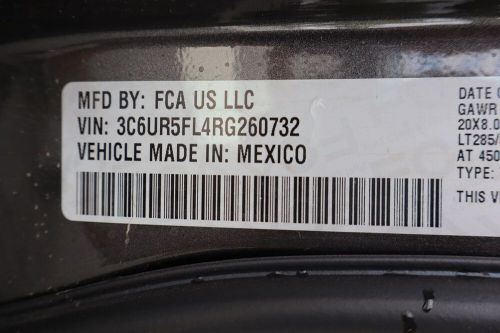 MFD BY: FCA US LLC
VIN: 3C6UR5FL4RG260732
VEHICLE MADE IN: MEXICO
DATE
GAWR
20X8.0
LT285/
AT 450
TYPE:
THIS V